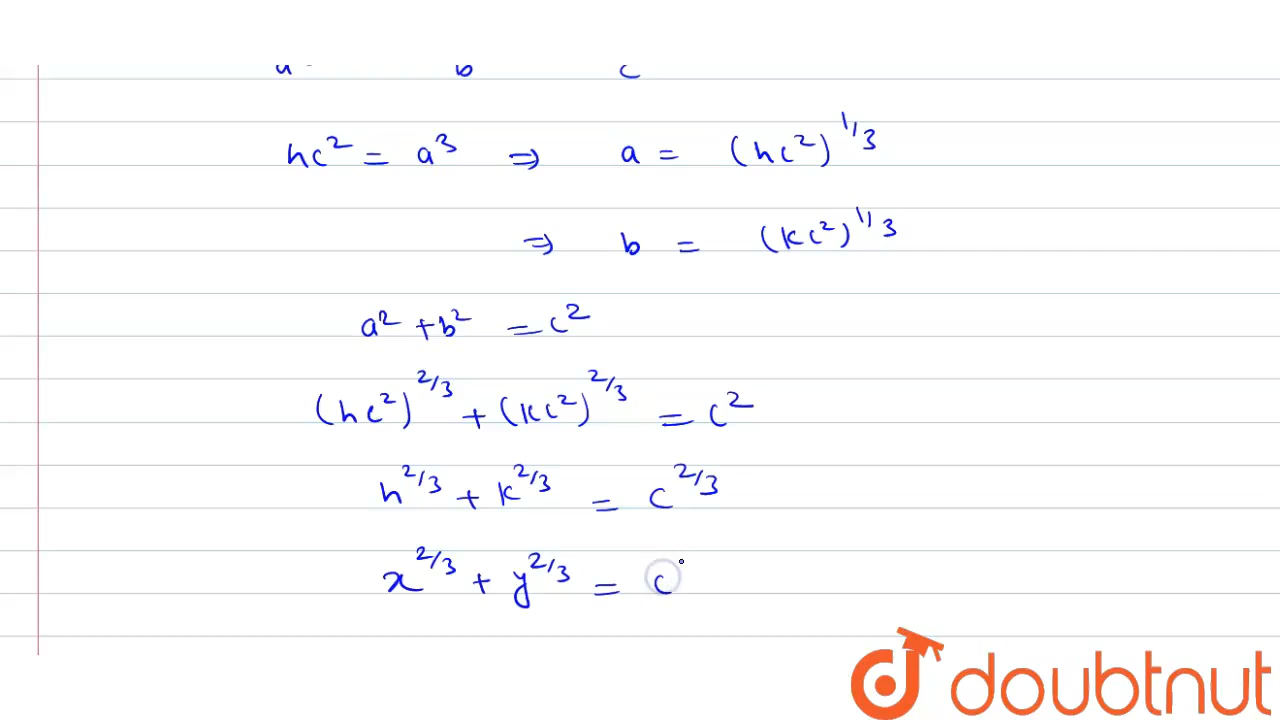 b c
hc² = a³ ⇒ a = (hc²)^1/3
⇒ b = (kc²)^1/3
a² + b² = c²
(hc²)^2/3 + (kc²)^2/3 = c²
h^2/3 + k^2/3 = c^2/3
x^2/3 + y^2/3 = c
doubtnut